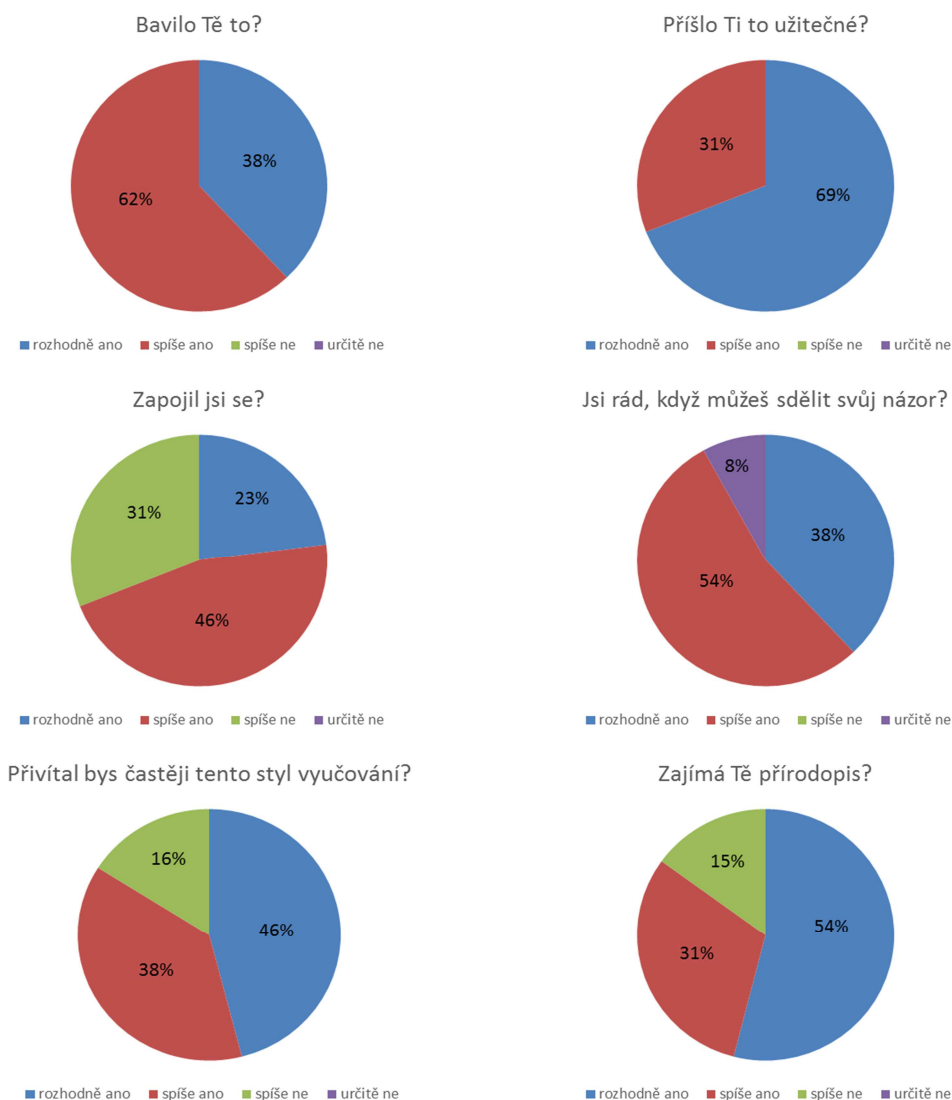 Bavilo Tě to?
38%
62%
rozhodně ano spíše ano spíše ne určitě ne
Příšlo Ti to užitečné?
31%
69%
rozhodně ano spíše ano spíše ne určitě ne
Zapojil jsi se?
23%
31%
46%
rozhodně ano spíše ano spíše ne určitě ne
Jsi rád, když můžeš sdělit svůj názor?
8%
38%
54%
rozhodně ano spíše ano spíše ne určitě ne
Přivítal bys častěji tento styl vyučování?
16%
46%
38%
rozhodně ano spíše ano spíše ne určitě ne
Zajímá Tě přírodopis?
15%
54%
31%
rozhodně ano spíše ano spíše ne určitě ne